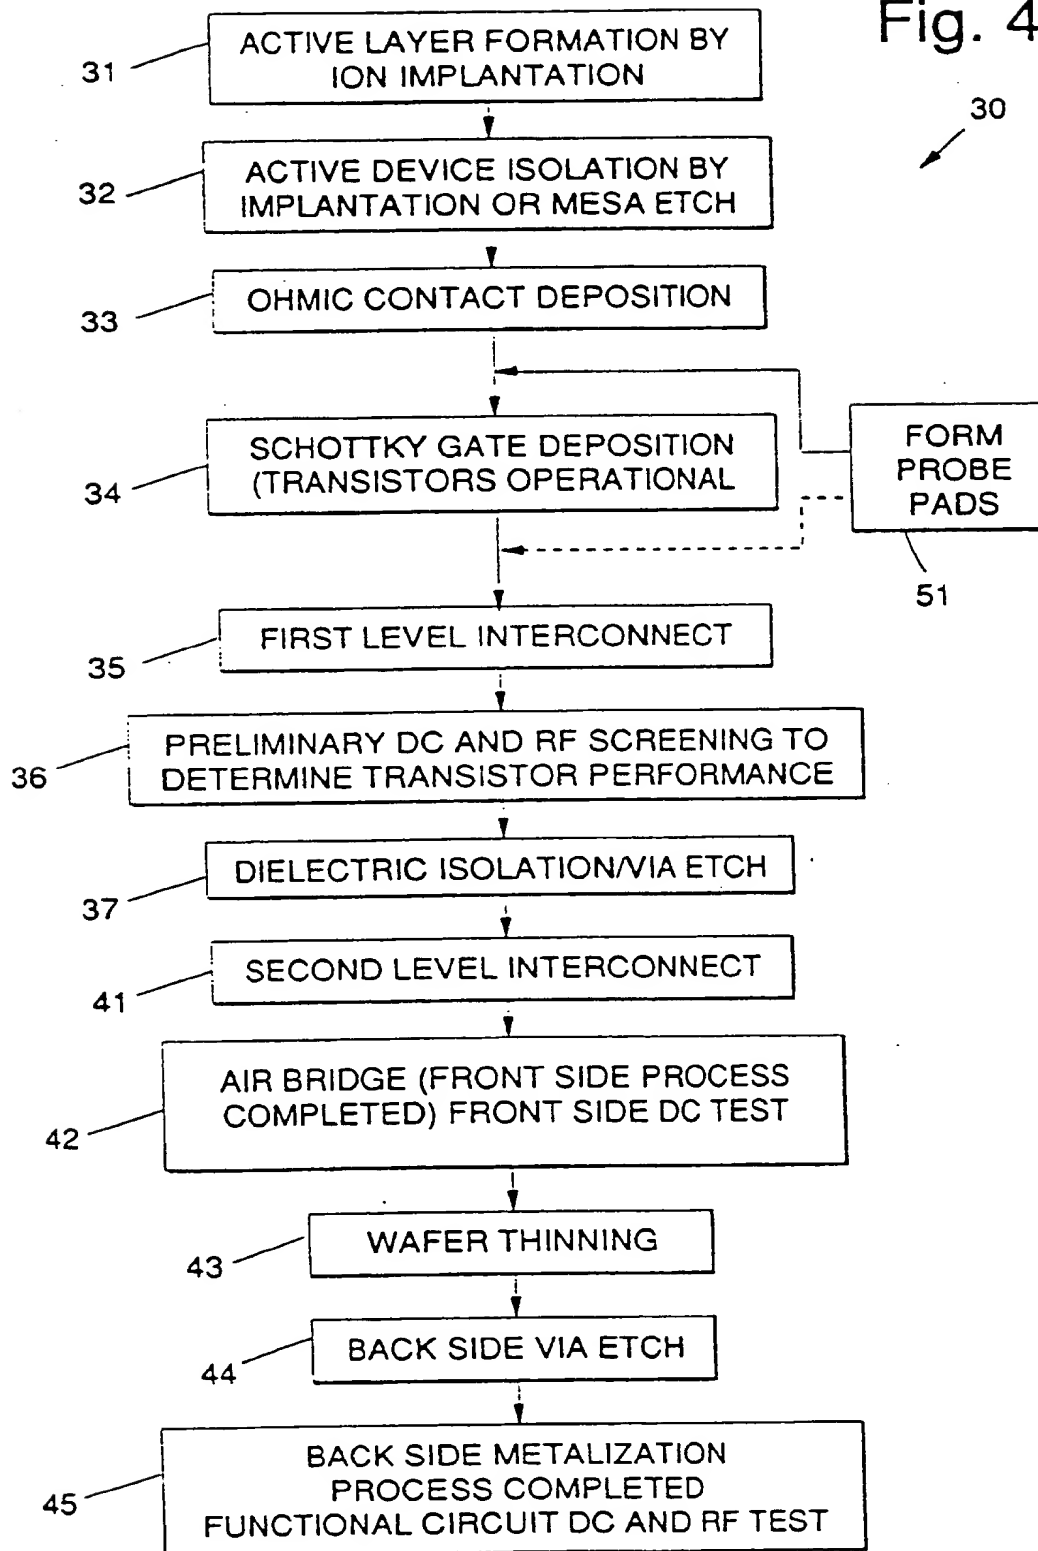 Fig. 4
30
31
ACTIVE LAYER FORMATION BY
ION IMPLANTATION
32
ACTIVE DEVICE ISOLATION BY
IMPLANTATION OR MESA ETCH
33
OHMIC CONTACT DEPOSITION
34
SCHOTTKY GATE DEPOSITION
(TRANSISTORS OPERATIONAL
FORM
PROBE
PADS
51
35
FIRST LEVEL INTERCONNECT
36
PRELIMINARY DC AND RF SCREENING TO
DETERMINE TRANSISTOR PERFORMANCE
37
DIELECTRIC ISOLATION/VIA ETCH
41
SECOND LEVEL INTERCONNECT
42
AIR BRIDGE (FRONT SIDE PROCESS
COMPLETED) FRONT SIDE DC TEST
43
WAFER THINNING
44
BACK SIDE VIA ETCH
45
BACK SIDE METALIZATION
PROCESS COMPLETED
FUNCTIONAL CIRCUIT DC AND RF TEST